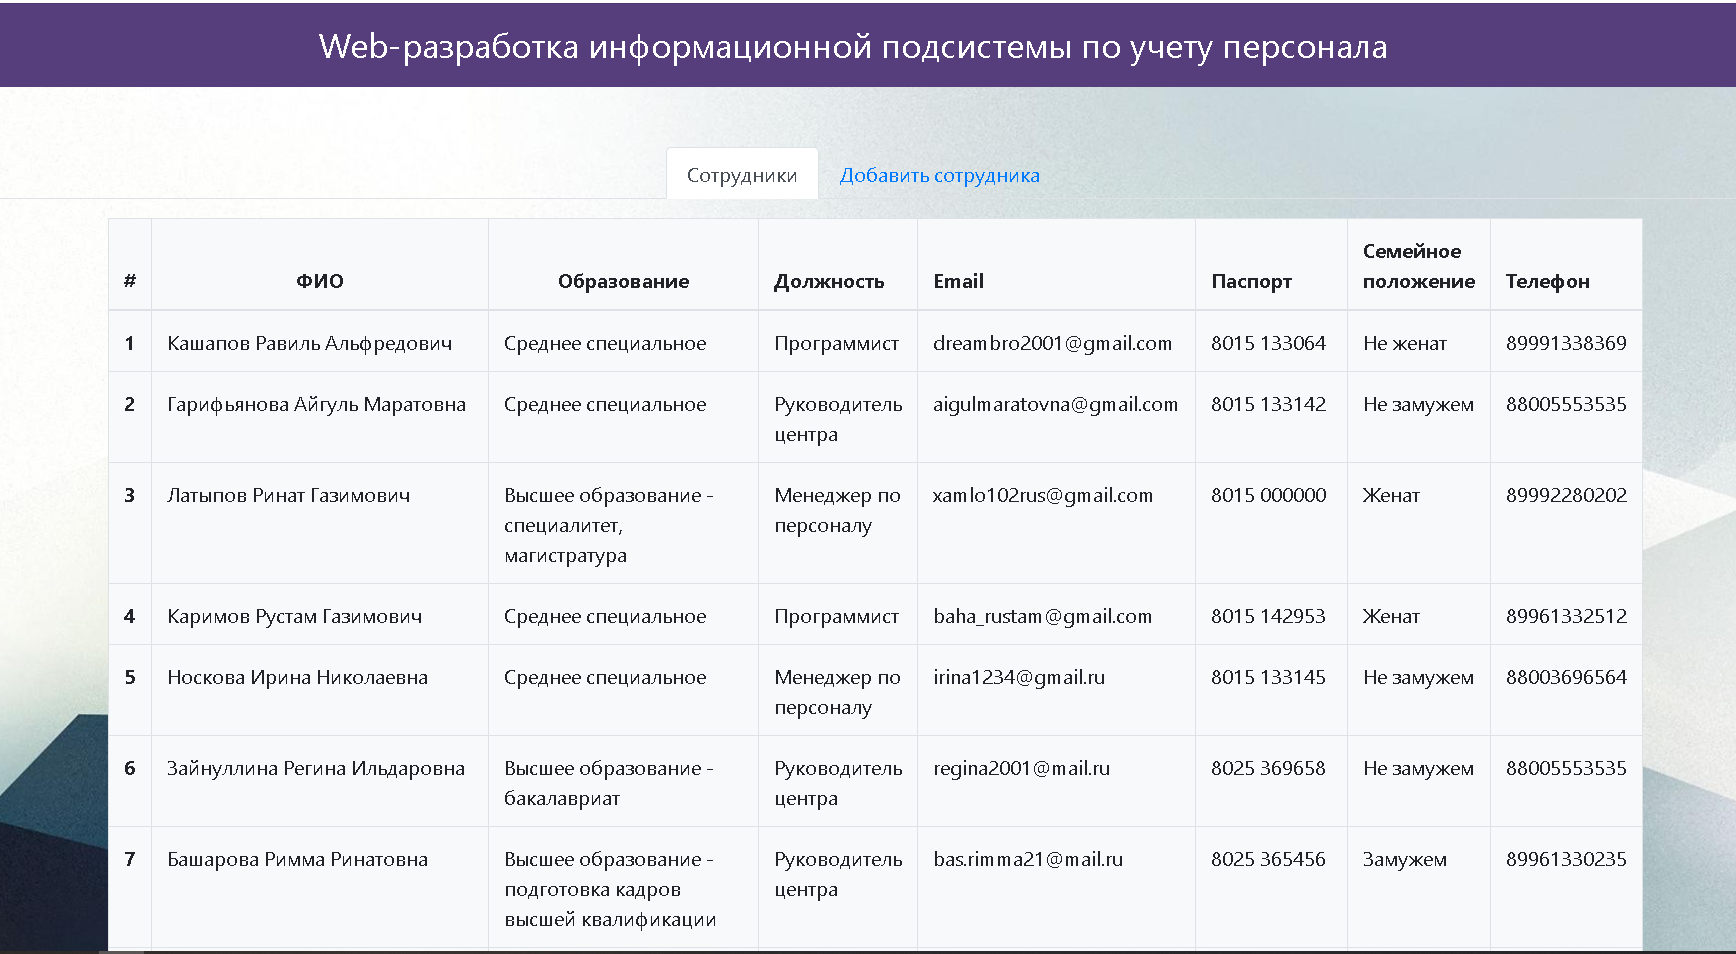 Web-разработка информационной подсистемы по учету персонала
Сотрудники Добавить сотрудника
# ФИО Образование Должность Email Паспорт Семейное положение Телефон
1 Кашапов Равиль Альфредович Среднее специальное Программист dreambro2001@gmail.com 8015 133064 Не женат 89991338369
2 Гарифьянова Айгуль Маратовна Среднее специальное Руководитель aigulmaratovna@gmail.com 8015 133142 Не замужем 88005553535
центра
3 Латыпов Ринат Газимович Высшее образование - Менеджер по xamlo102rus@gmail.com 8015 000000 Женат 89992280202
специалитет, персоналу
магистратура
4 Каримов Рустам Газимович Среднее специальное Программист baha_rustam@gmail.com 8015 142953 Женат 89961332512
5 Носкова Ирина Николаевна Среднее специальное Менеджер по irina1234@gmail.ru 8015 133145 Не замужем 88003696564
персоналу
6 Зайнуллина Регина Ильдаровна Высшее образование - Руководитель regina2001@mail.ru 8025 369658 Не замужем 88005553535
бакалавриат центра
7 Башарова Римма Ринатовна Высшее образование - Руководитель bas.rimma21@mail.ru 8025 365456 Замужем 89961330235
подготовка кадров центра
высшей квалификации